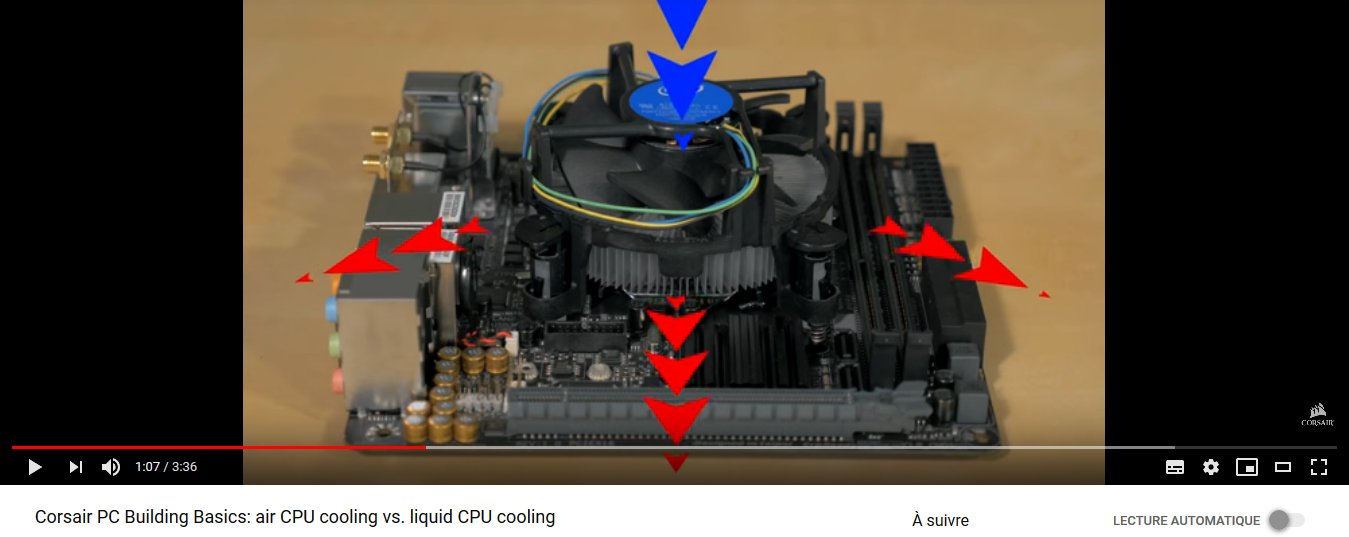 CORSAIR
1:07 / 3:36
Corsair PC Building Basics: air CPU cooling vs. liquid CPU cooling
À suivre
LECTURE AUTOMATIQUE